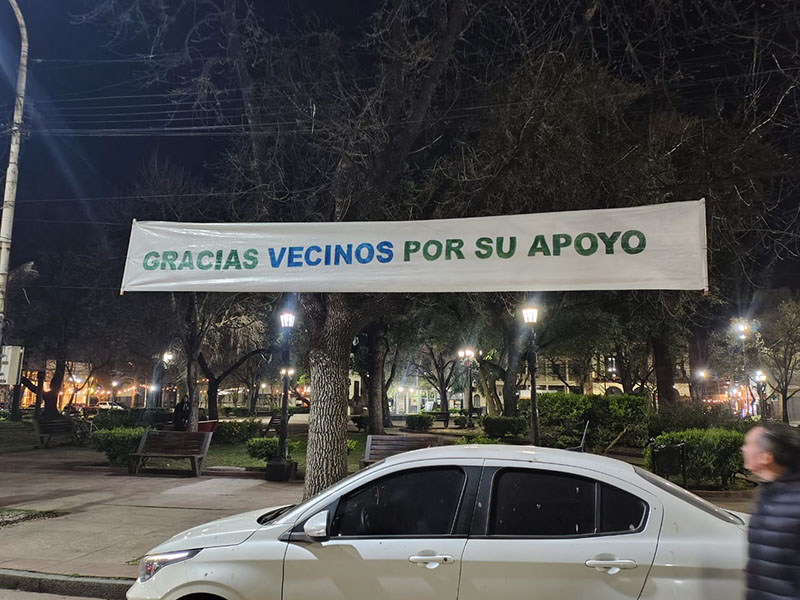 GRACIAS VECINOS POR SU APOYO